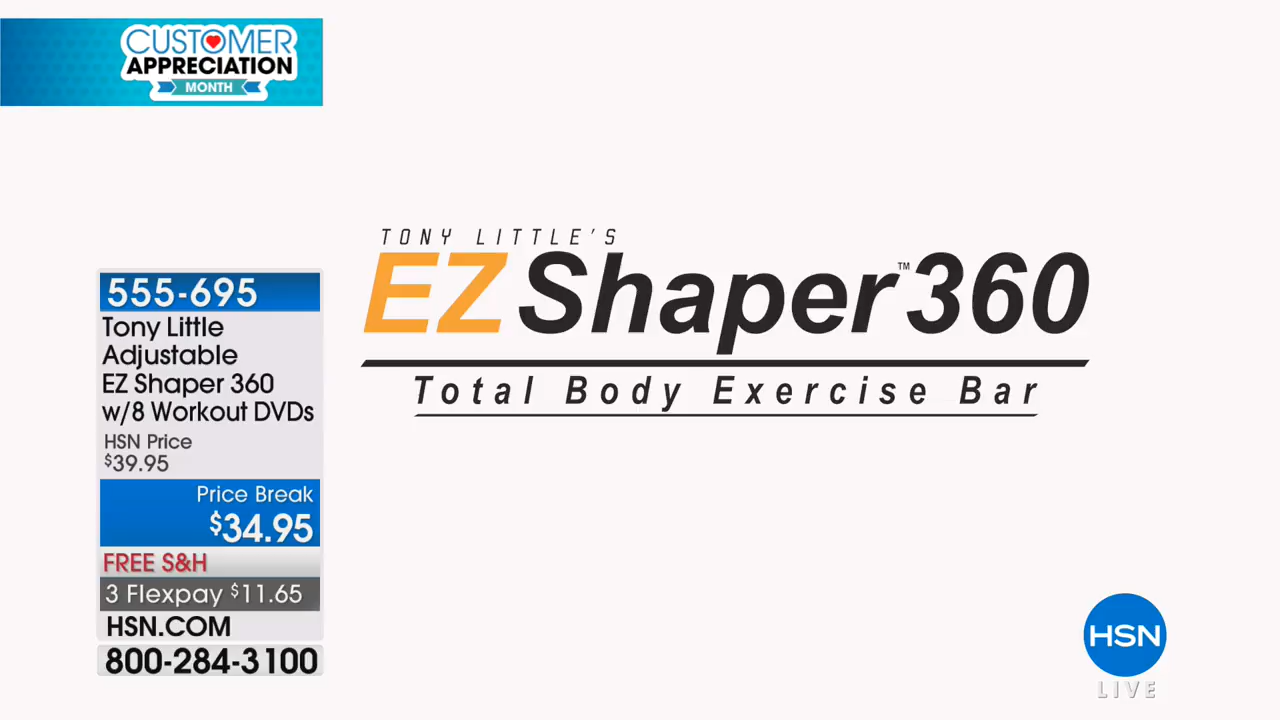 CUSTOMER
APPRECIATION
MONTH
TONY LITTLE'S
EZ Shaper™ 360
Total Body Exercise Bar
555-695
Tony Little
Adjustable
EZ Shaper 360
w/8 Workout DVDs
HSN Price
$39.95
Price Break
$34.95
FREE S&H
3 Flexpay $11.65
HSN.COM
800-284-3100
HSN
LIVE